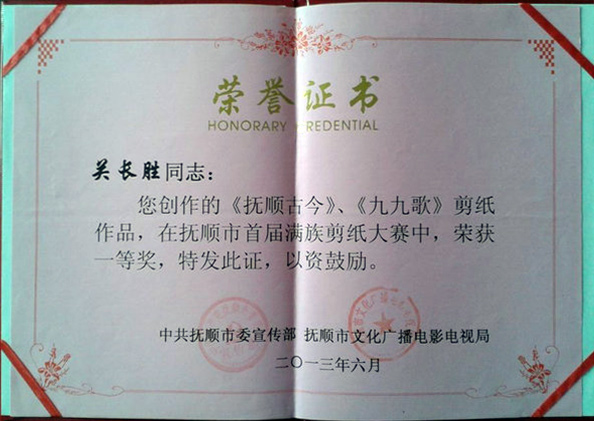 荣誉证书
HONORARY CREDENTIAL
关长胜同志：
您创作的《抚顺古今》、《九九歌》剪纸
作品，在抚顺市首届满族剪纸大赛中，荣获
一等奖，特发此证，以资鼓励。
中共抚顺市委宣传部 抚顺市文化广播电影电视局
二〇一三年六月